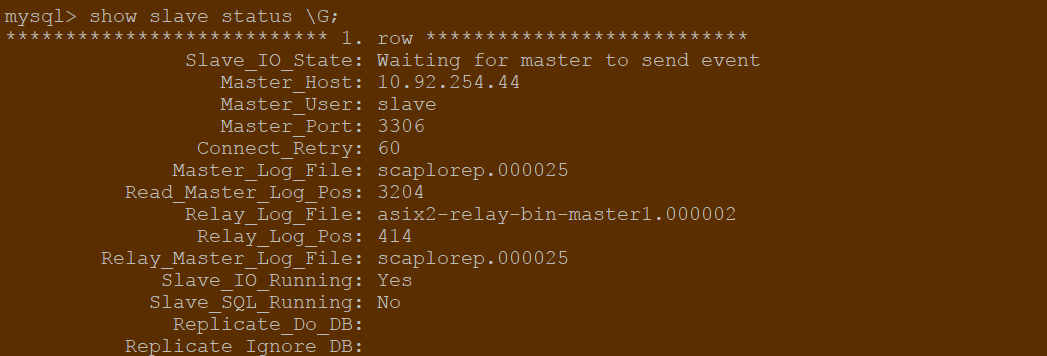 mysql> show slave status \G;
*************************** 1. row ***************************
Slave_IO_State: Waiting for master to send event
Master_Host: 10.92.254.44
Master_User: slave
Master_Port: 3306
Connect_Retry: 60
Master_Log_File: scaplorep.000025
Read_Master_Log_Pos: 3204
Relay_Log_File: asix2-relay-bin-master1.000002
Relay_Log_Pos: 414
Relay_Master_Log_File: scaplorep.000025
Slave_IO_Running: Yes
Slave_SQL_Running: No
Replicate_Do_DB:
Replicate_Ignore_DB: